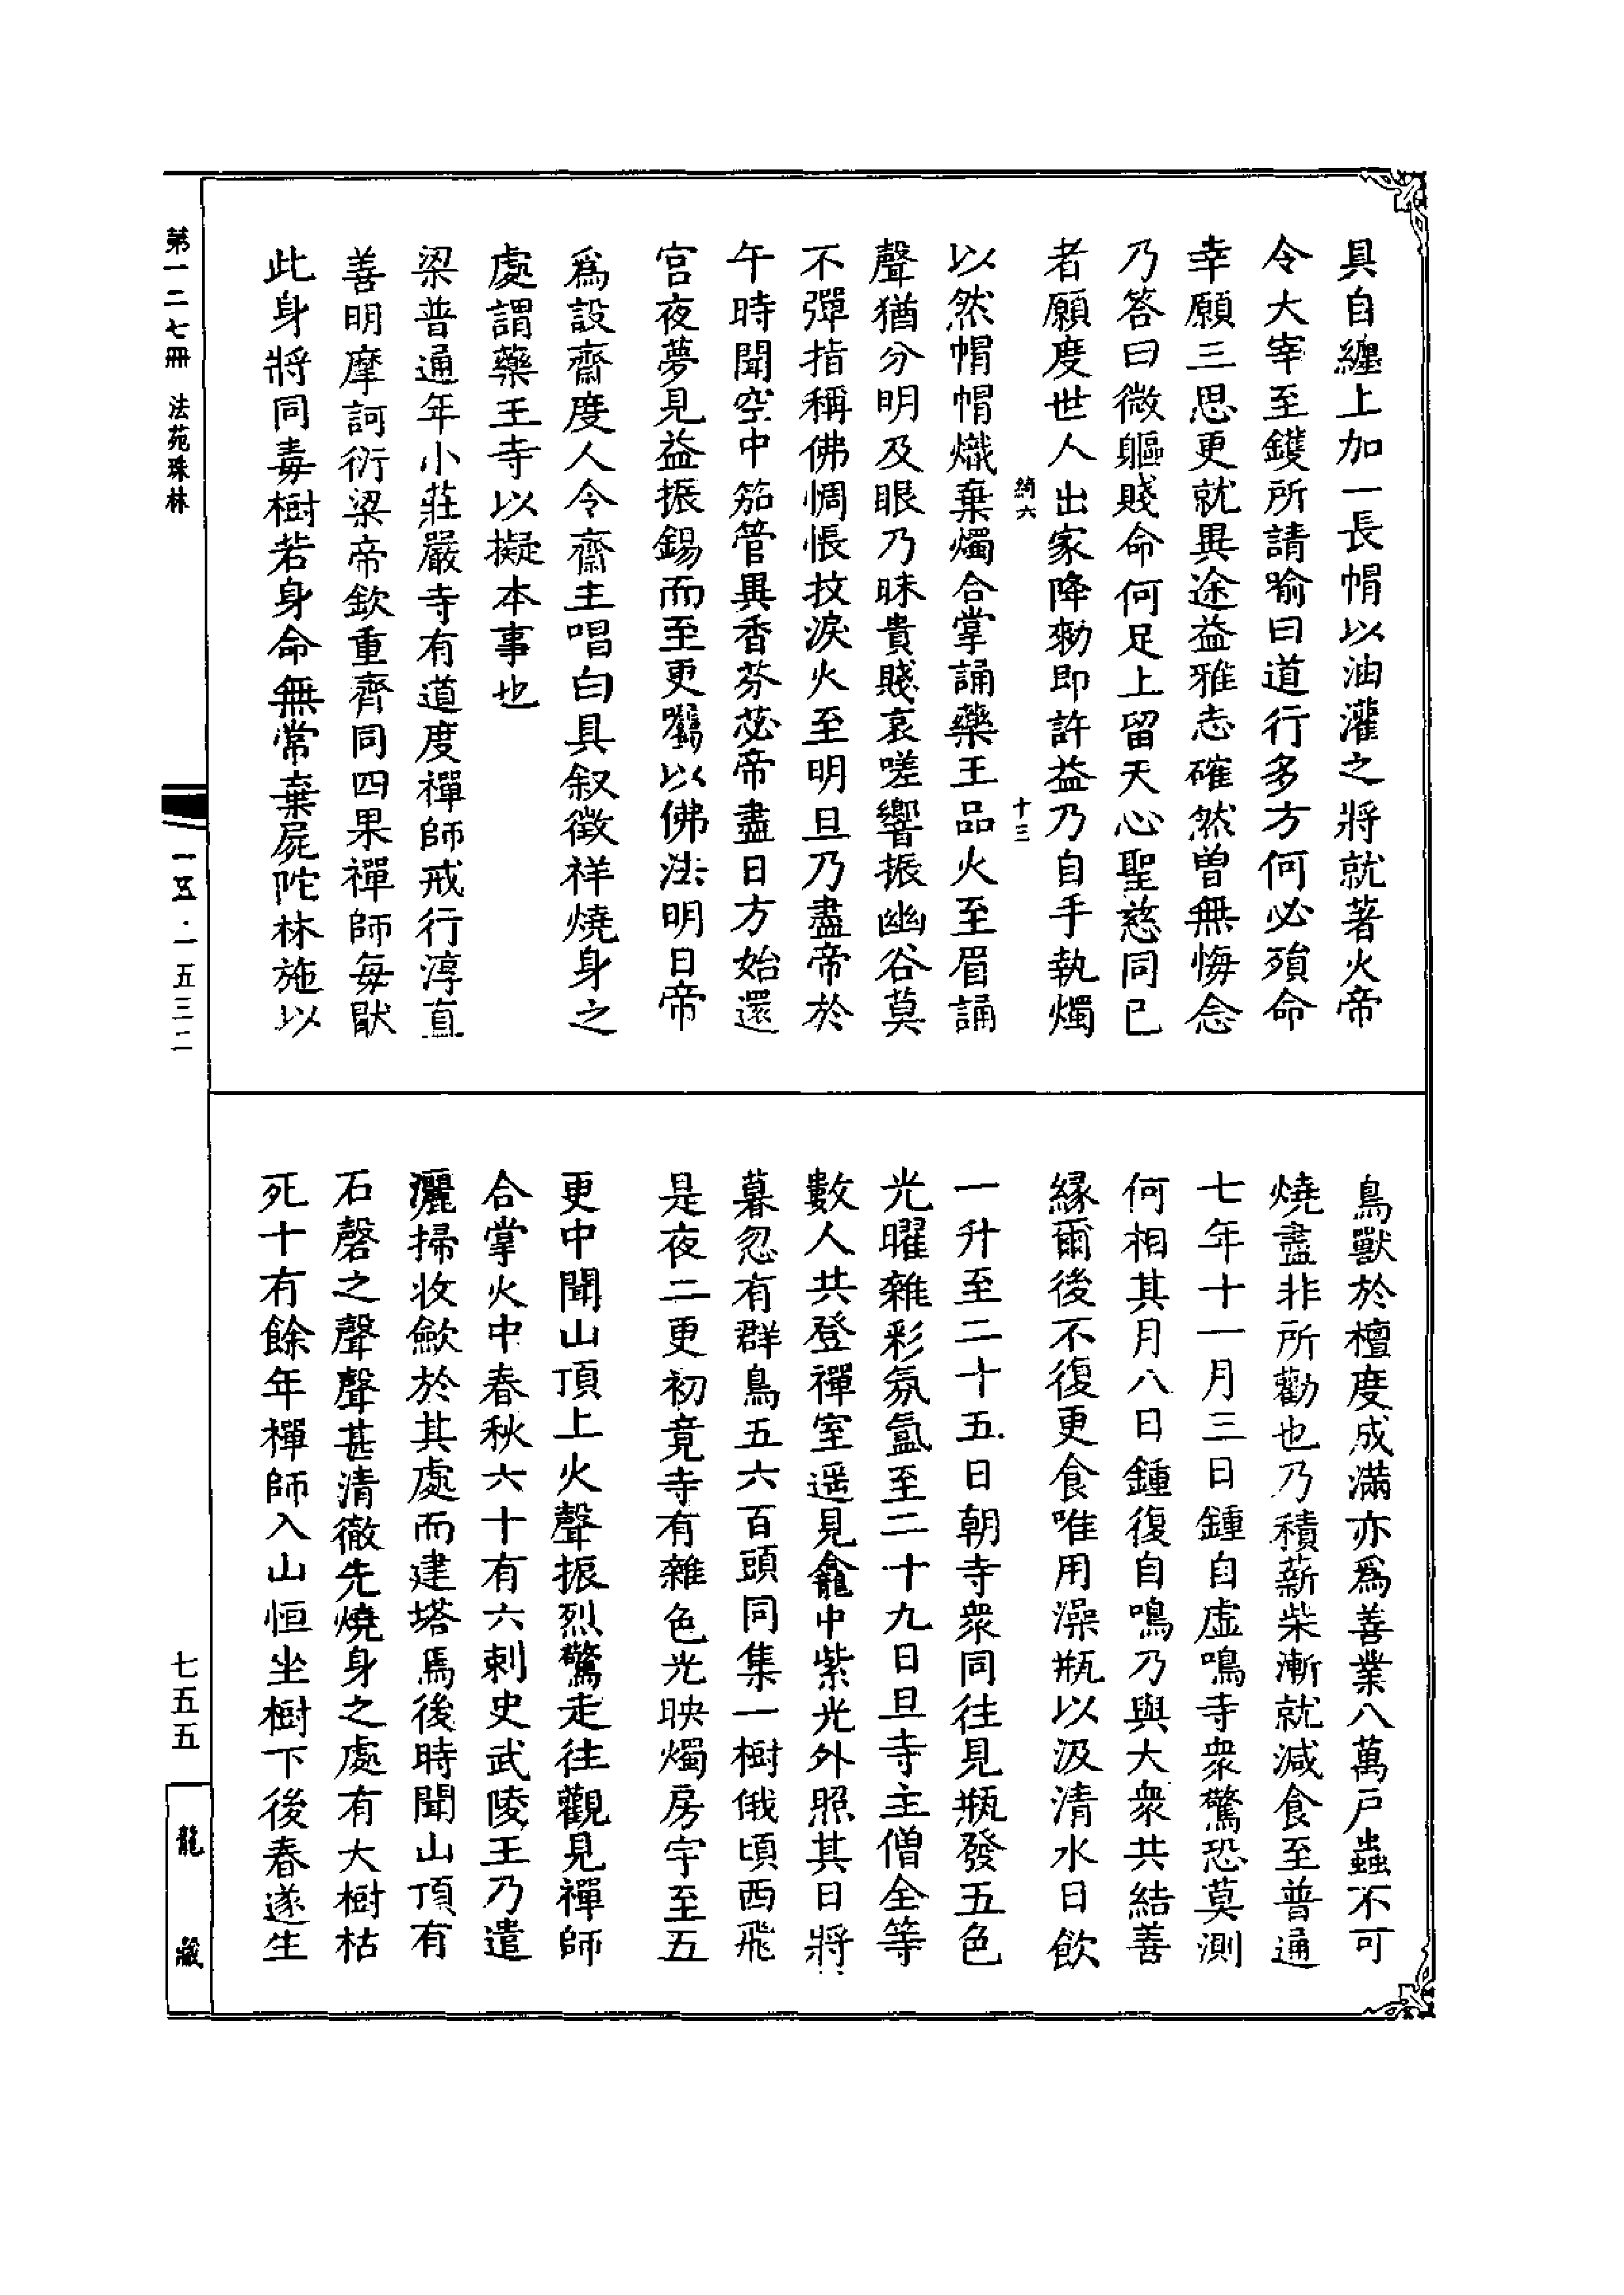 具自纏上加一長帽以油灌之將就著火帝
令大宰至鑊所請喻曰道行多方何必殞命
幸願三思更就異途益雅志確然曾無悔念
乃答曰微軀賤命何足上留天心聖慈同已
者願度世人出家降勑即許益乃自手執燭
綺六
十三
以然帽帽熾棄燭合掌誦藥王品火至眉誦
聲猶分明及眼乃昧貴賤哀嗟響振幽谷莫
不彈指稱佛惆悵抆淚火至明旦乃盡帝於
午時聞空中笳管異香芬苾帝盡日方始還
宮夜夢見益振錫而至更囑以佛法明日帝
爲設齋度人令齋主唱白具叙徵祥燒身之
處謂藥王寺以擬本事也
梁普通年小莊嚴寺有道度禪師戒行淳直
善明摩訶衍梁帝欽重齊同四果禪師每猒
此身將同毒樹若身命無常棄屍陀林施以
鳥獸於檀度成滿亦爲善業八萬户蟲不可
燒盡非所勸也乃積薪柴漸就減食至普通
七年十一月三日鍾自虛鳴寺衆驚恐莫測
何相其月八日鍾復自鳴乃與大衆共結善
緣爾後不復更食唯用澡瓶以汲清水日飲
一升至二十五日朝寺衆同往見瓶發五色
光曜雜彩氛氳至二十九日旦寺主僧全等
數人共登禪室遥見龕中紫光外照其日將
暮忽有群鳥五六百頭同集一樹俄頃西飛
是夜二更初竟寺有雜色光映燭房宇至五
更中聞山頂上火聲振烈驚走往觀見禪師
合掌火中春秋六十有六刺史武陵王乃遣
灑掃收斂於其處而建塔焉後時聞山頂有
石磬之聲聲甚清徹先燒身之處有大樹枯
死十有餘年禪師入山恒坐樹下後春遂生
第一二七冊 法苑珠林
一五·一五三二
七五五
龍藏